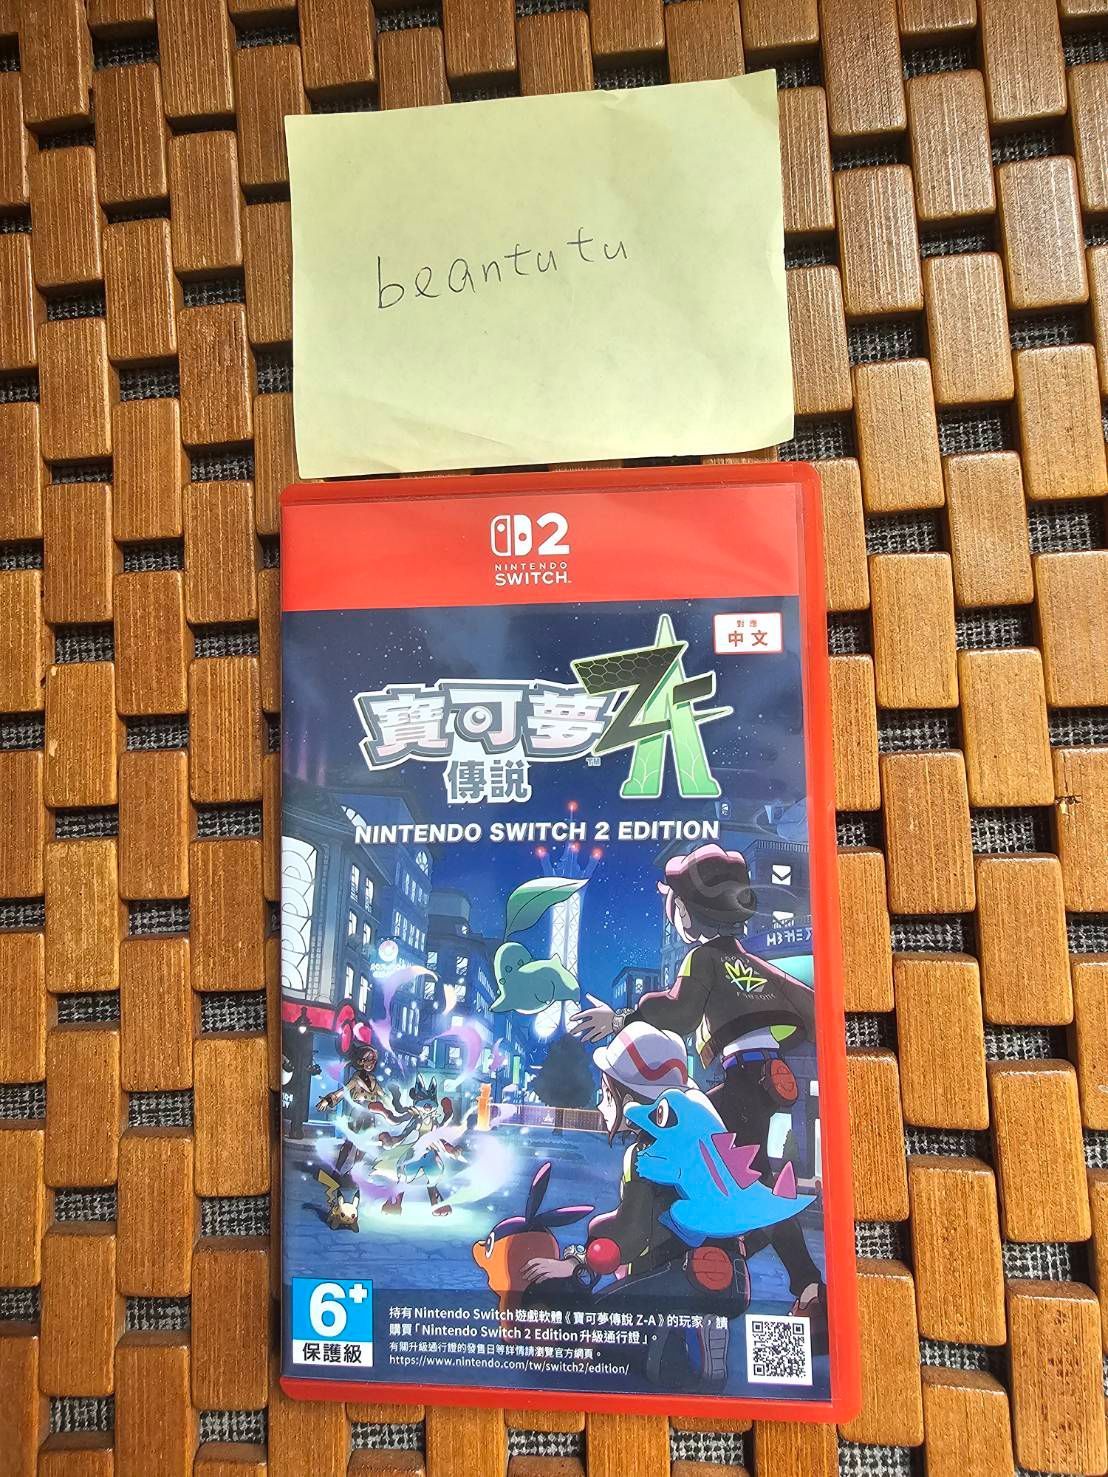 beantutu
2
NINTENDO
SWITCH™
對應
中文
寶可夢 Z-A
傳說 ™
NINTENDO SWITCH 2 EDITION
6+
保護級
持有Nintendo Switch遊戲軟體《寶可夢傳說 Z-A》的玩家，請
購買「Nintendo Switch 2 Edition升級通行證」。
有關升級通行證的發售日等詳情請瀏覽官方網頁。
https://www.nintendo.com/tw/switch2/edition/